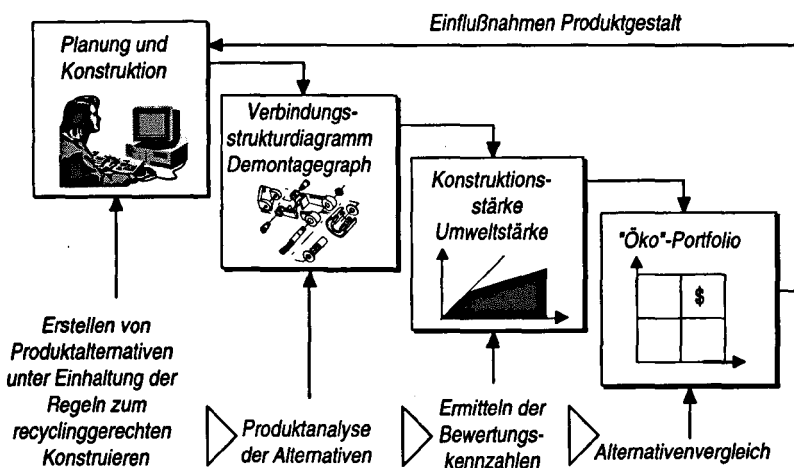 Einflußnahmen Produktgestalt
Planung und
Konstruktion
Verbindungs-
strukturdiagramm
Demontagegraph
Konstruktions-
stärke
Umweltstärke
"Öko"-Portfolio
$
Erstellen von
Produktalternativen
unter Einhaltung der
Regeln zum
recyclinggerechten
Konstruieren
Produktanalyse
der Alternativen
Ermitteln der
Bewertungs-
kennzahlen
Alternativenvergleich